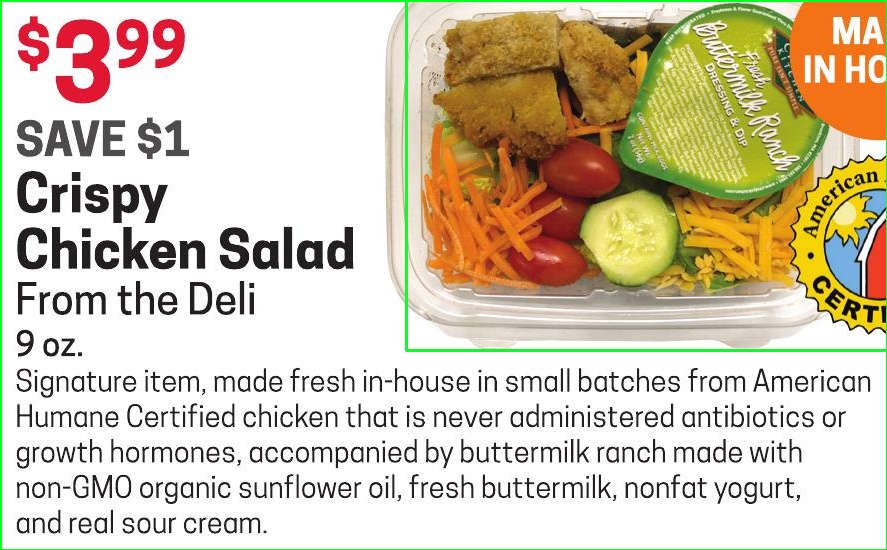 $3.99
SAVE $1
Crispy
Chicken Salad
From the Deli
9 oz.
Signature item, made fresh in-house in small batches from American
Humane Certified chicken that is never administered antibiotics or
growth hormones, accompanied by buttermilk ranch made with
non-GMO organic sunflower oil, fresh buttermilk, nonfat yogurt,
and real sour cream.
Fresh
Buttermilk Ranch
DRESSING & DIP
KITCHEN
MA
IN HO
American
CERTI